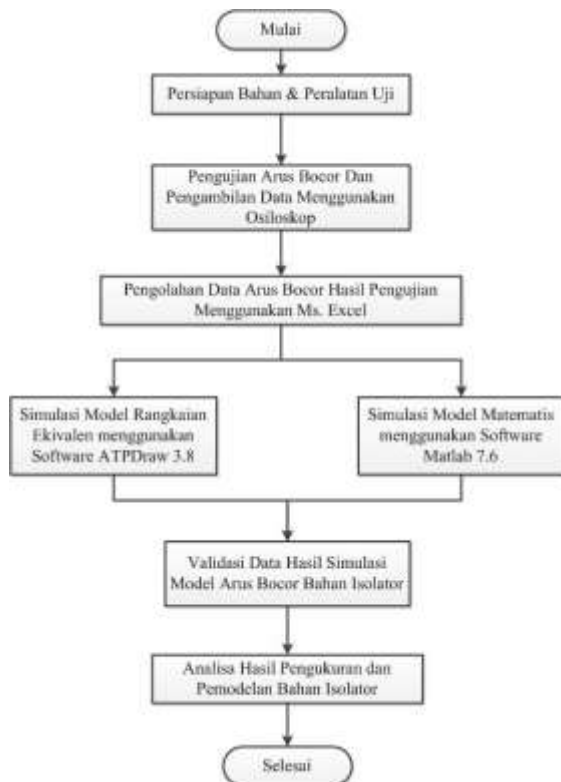 Mulai
Persiapan Bahan & Peralatan Uji
Pengujian Arus Bocor Dan
Pengambilan Data Menggunakan
Osiloskop
Pengolahan Data Arus Bocor Hasil Pengujian
Menggunakan Ms. Excel
Simulasi Model Rangkaian
Ekivalen menggunakan
Software ATPDraw 3.8
Simulasi Model Matematis
menggunakan Software
Matlab 7.6
Validasi Data Hasil Simulasi
Model Arus Bocor Bahan Isolator
Analisa Hasil Pengukuran dan
Pemodelan Bahan Isolator
Selesai